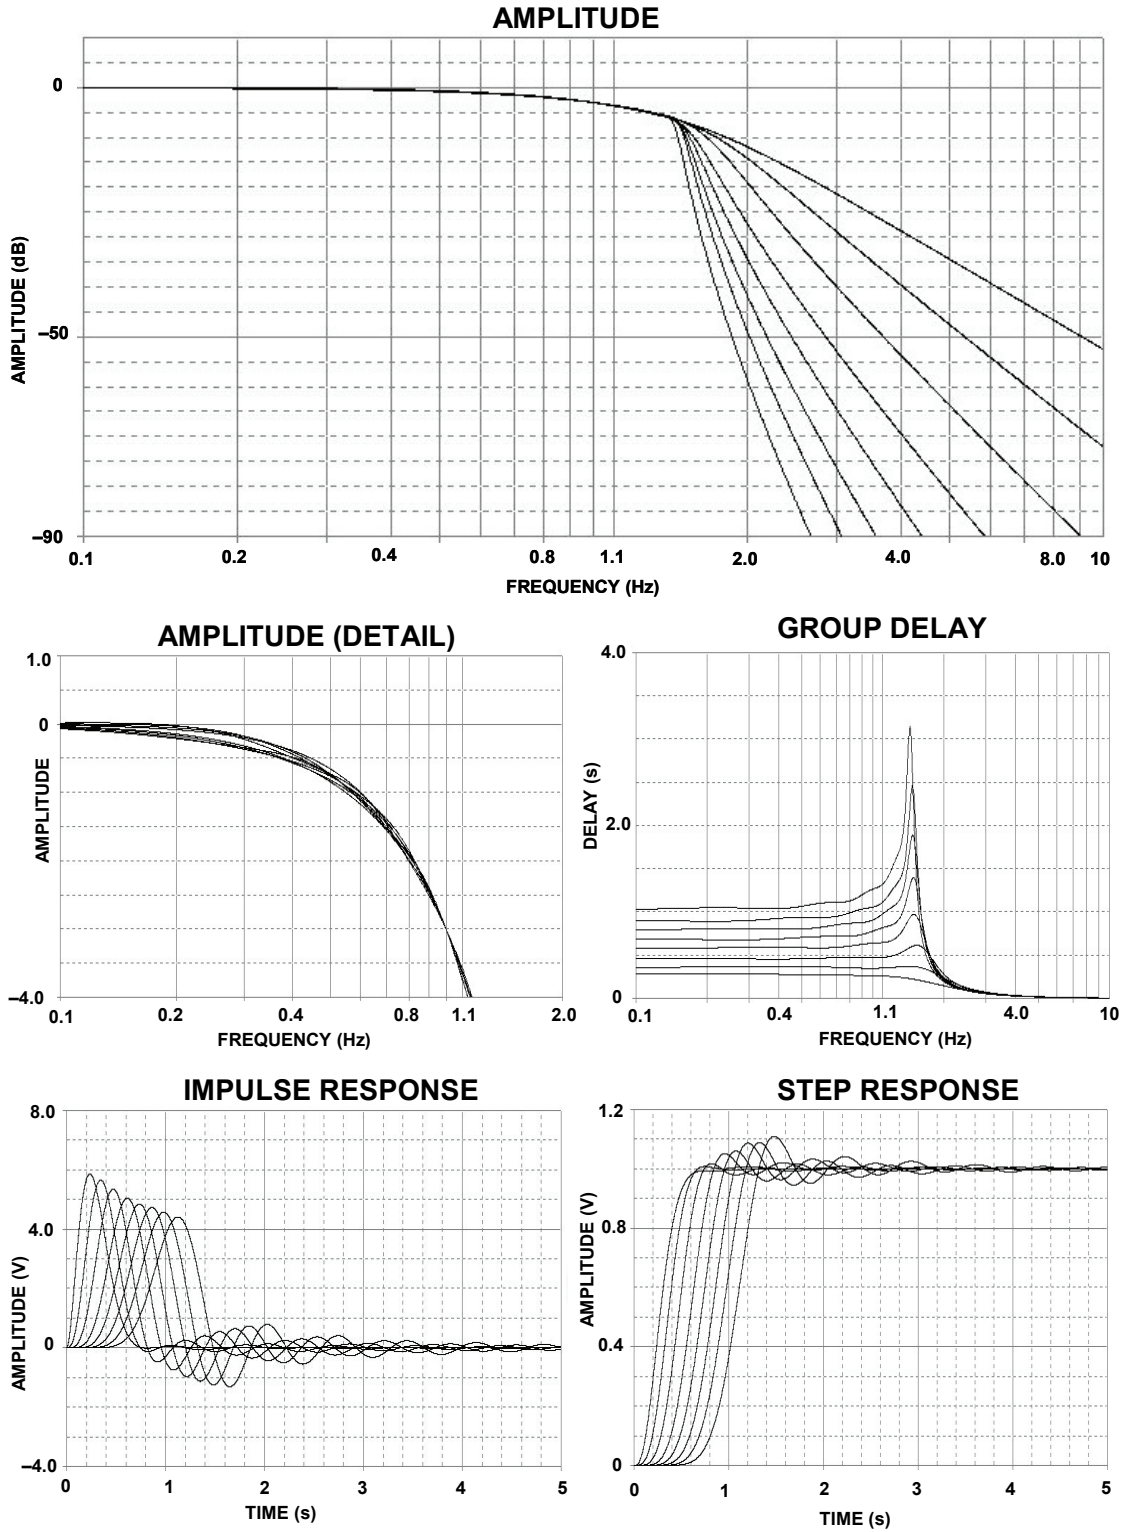 AMPLITUDE
0
–50
–90
AMPLITUDE (dB)
0.1 0.2 0.4 0.8 1.1 2.0 4.0 8.0 10
FREQUENCY (Hz)
AMPLITUDE (DETAIL)
1.0
0
–4.0
AMPLITUDE
0.1 0.2 0.4 0.8 1.1 2.0
FREQUENCY (Hz)
GROUP DELAY
4.0
2.0
0
DELAY (s)
0.1 0.4 1.1 4.0 10
FREQUENCY (Hz)
IMPULSE RESPONSE
8.0
4.0
0
–4.0
AMPLITUDE (V)
0 1 2 3 4 5
TIME (s)
STEP RESPONSE
1.2
0.8
0.4
0
AMPLITUDE (V)
0 1 2 3 4 5
TIME (s)